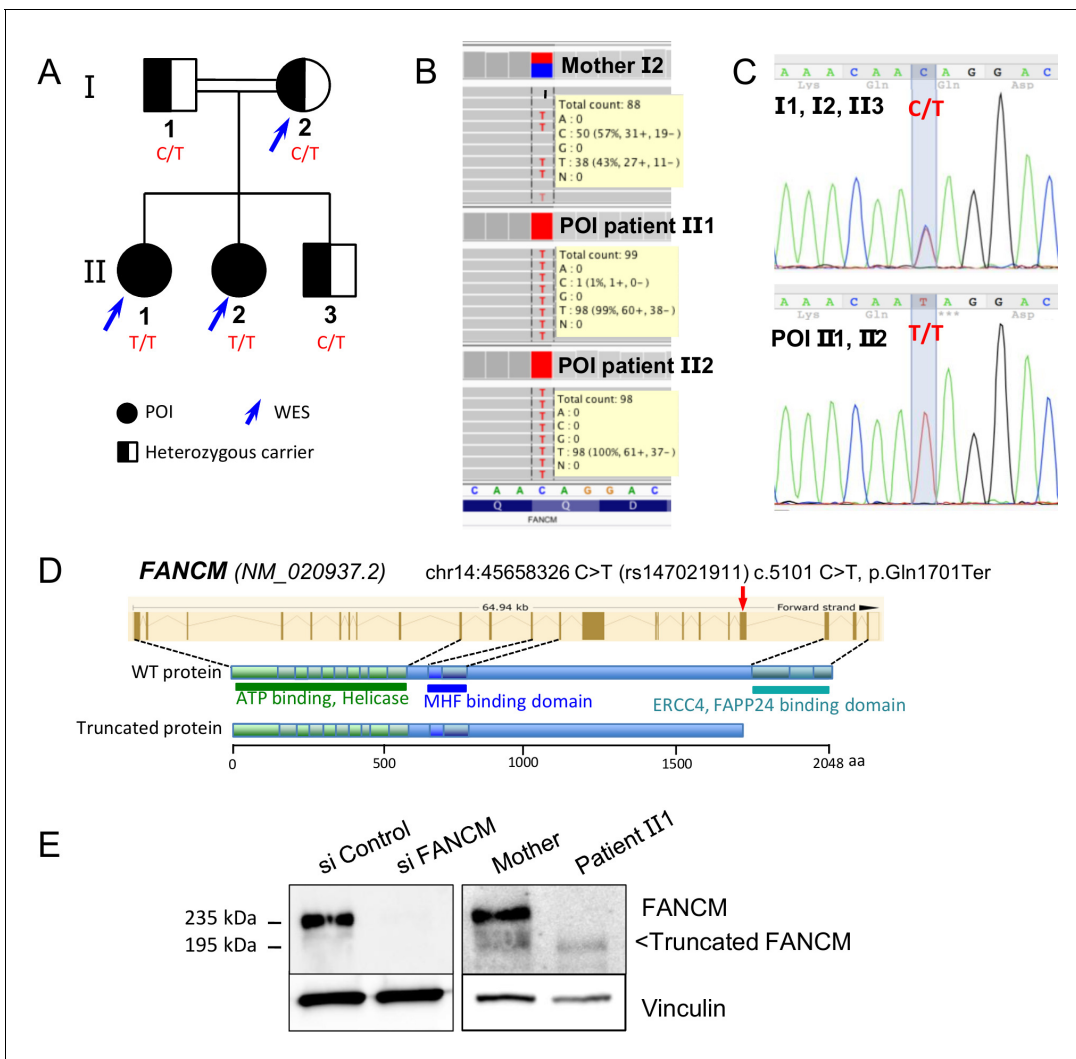 A
I
1
2
C/T
C/T
II
1
2
3
T/T
T/T
C/T
POI
WES
Heterozygous carrier
B
Mother I2
Total count: 88
A : 0
C : 50 (57%, 31+, 19-)
G : 0
T : 38 (43%, 27+, 11-)
N : 0
T
T
T
T
T
POI patient II1
Total count: 99
A : 0
C : 1 (1%, 1+, 0-)
G : 0
T : 98 (99%, 60+, 38-)
N : 0
T
T
T
T
T
T
T
T
POI patient II2
Total count: 98
A : 0
C : 0
G : 0
T : 98 (100%, 61+, 37-)
N : 0
T
T
T
T
T
T
T
T
C A A C A G G A C
Q Q D
FANCM
C
A A A C A A C A G G A C
Lys Gln Gln Asp
I1, I2, II3 C/T
A A A C A A T A G G A C
Lys Gln *** Asp
POI II1, II2 T/T
D
FANCM (NM_020937.2) chr14:45658326 C>T (rs147021911) c.5101 C>T, p.Gln1701Ter
64.94 kb Forward strand
WT protein
ATP binding, Helicase MHF binding domain ERCC4, FAPP24 binding domain
Truncated protein
0 500 1000 1500 2048 aa
E
si Control si FANCM Mother Patient II1
235 kDa FANCM
195 kDa <Truncated FANCM
Vinculin